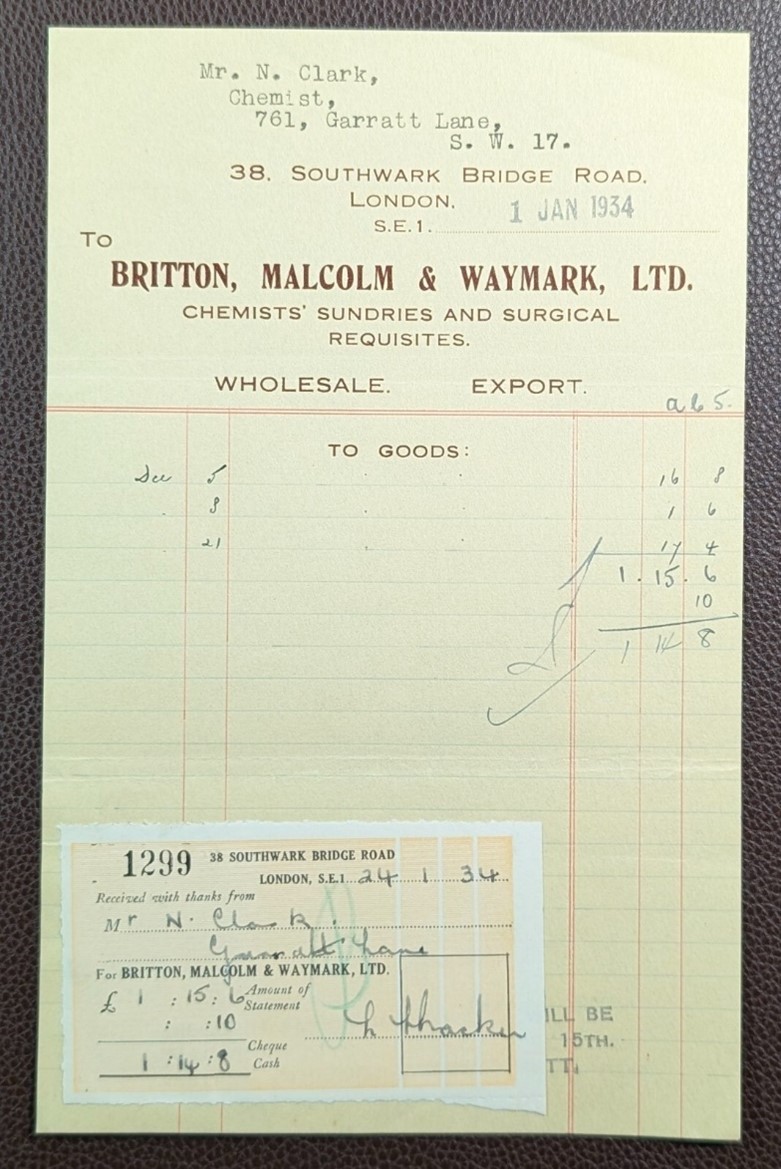 Mr. N. Clark,
Chemist,
761, Garratt Lane,
S. W. 17.
38, SOUTHWARK BRIDGE ROAD,
LONDON,
S.E.1. 1 JAN 1934
To
BRITTON, MALCOLM & WAYMARK, LTD.
CHEMISTS' SUNDRIES AND SURGICAL
REQUISITES.
WHOLESALE. EXPORT.
a 6 5.
TO GOODS:
Dec 5 . . 16 8
. 8 . . 1 6
21 . . 17 4
1 . 15 . 6
10
1 14 8
1299 38 SOUTHWARK BRIDGE ROAD
LONDON, S.E.1 24 1 34
Received with thanks from
Mr N. Clark.
Garratt Lane
For BRITTON, MALCOLM & WAYMARK, LTD.
£ 1 : 15 : 6 Amount of
Statement
: :10
Cheque
1 : 14 : 8 Cash
ILL BE
15TH.
TT.